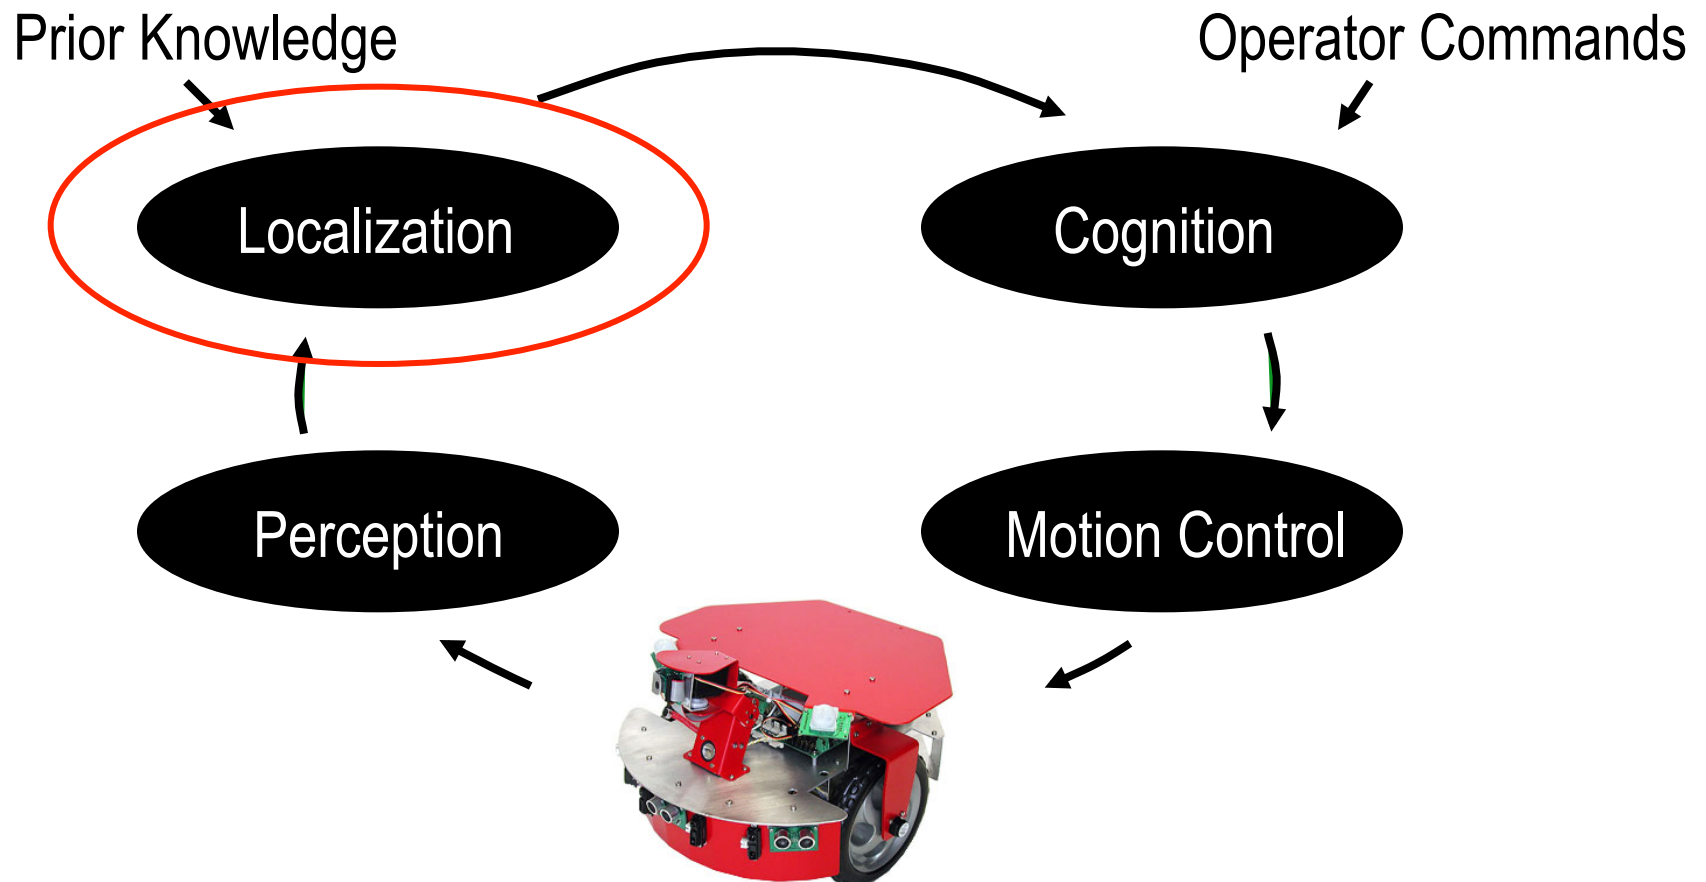 Prior Knowledge
Operator Commands
Localization
Cognition
Perception
Motion Control